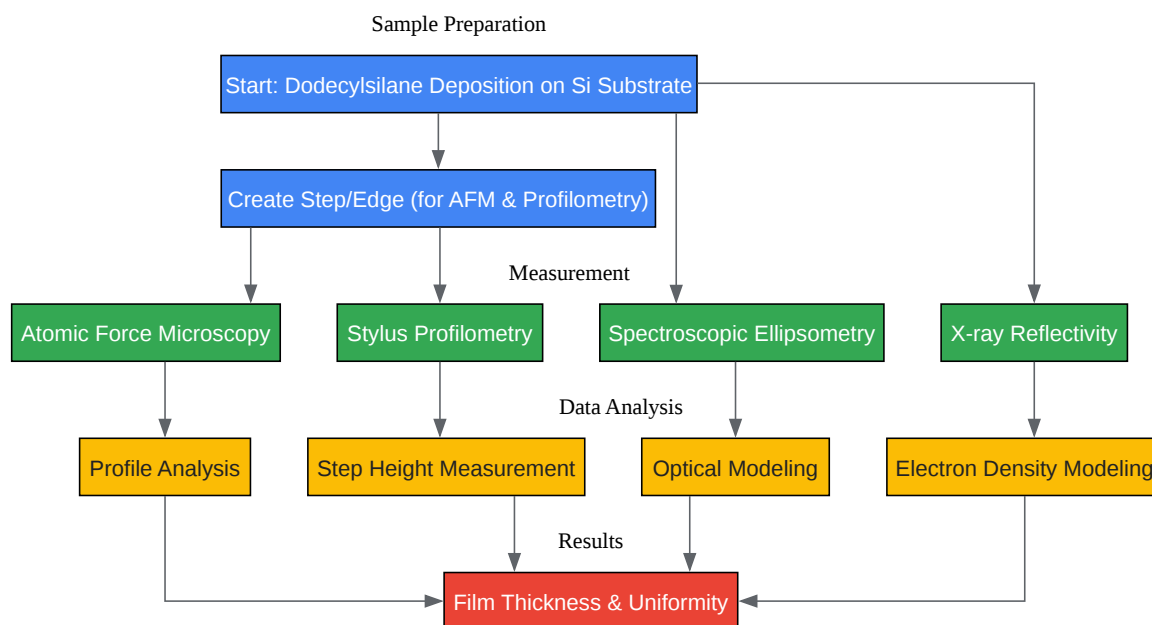 Sample Preparation
Start: Dodecylsilane Deposition on Si Substrate
Create Step/Edge (for AFM & Profilometry)
Measurement
Atomic Force Microscopy
Stylus Profilometry
Spectroscopic Ellipsometry
X-ray Reflectivity
Data Analysis
Profile Analysis
Step Height Measurement
Optical Modeling
Electron Density Modeling
Results
Film Thickness & Uniformity